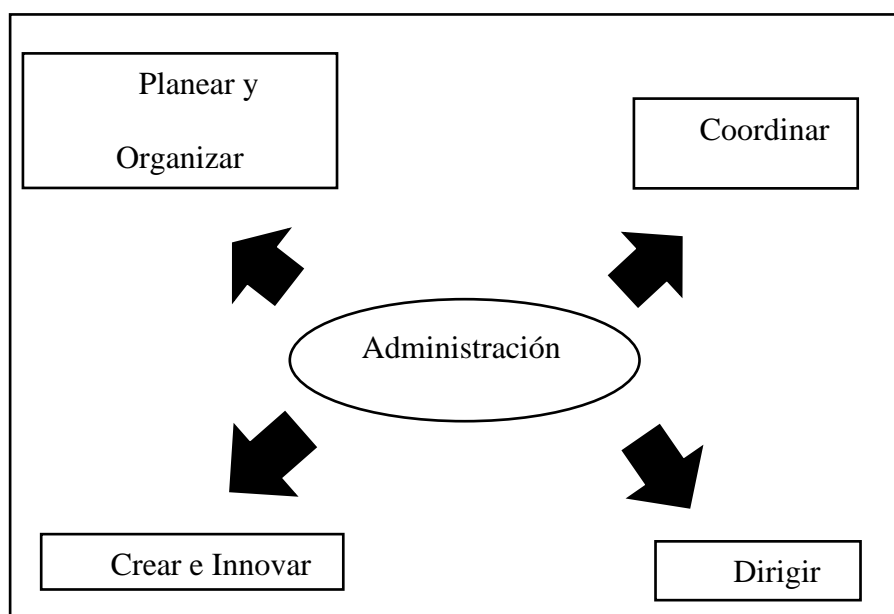 Planear y
Organizar
Coordinar
Administración
Crear e Innovar
Dirigir